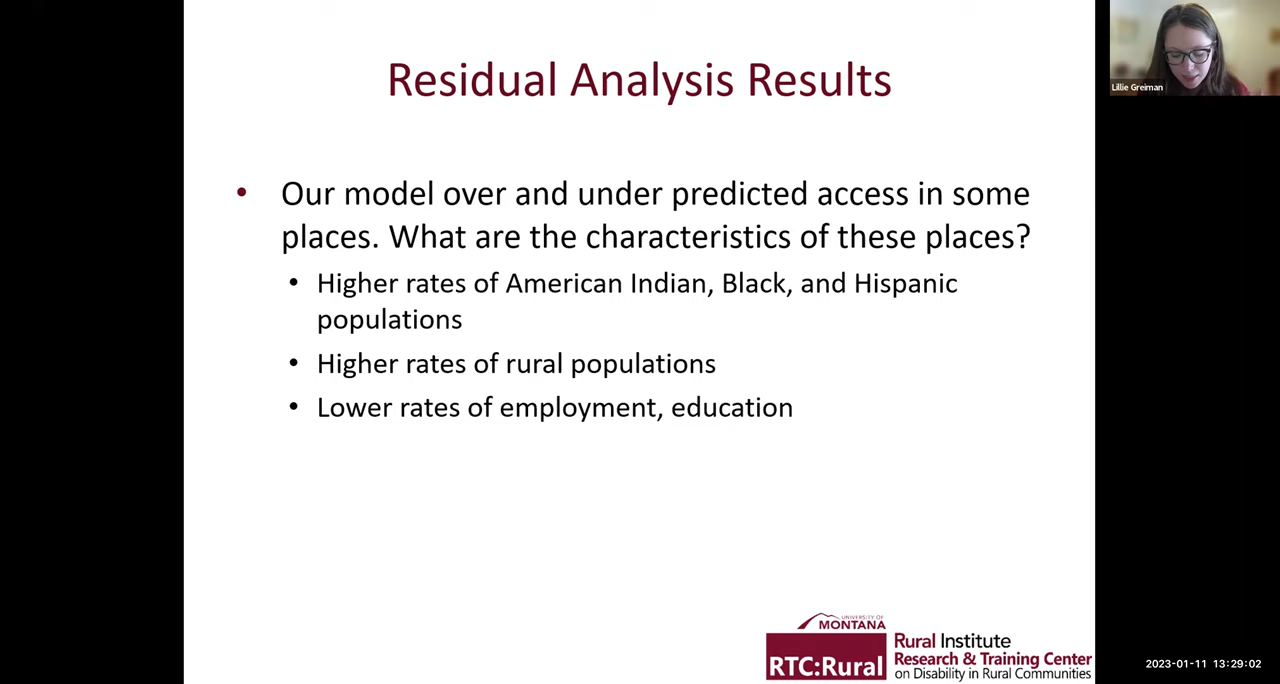 Residual Analysis Results
• Our model over and under predicted access in some
places. What are the characteristics of these places?
• Higher rates of American Indian, Black, and Hispanic
populations
• Higher rates of rural populations
• Lower rates of employment, education
Lillie Greiman
UNIVERSITY OF
MONTANA
RTC:Rural
Rural Institute
Research & Training Center
on Disability in Rural Communities
2023-01-11 13:29:02